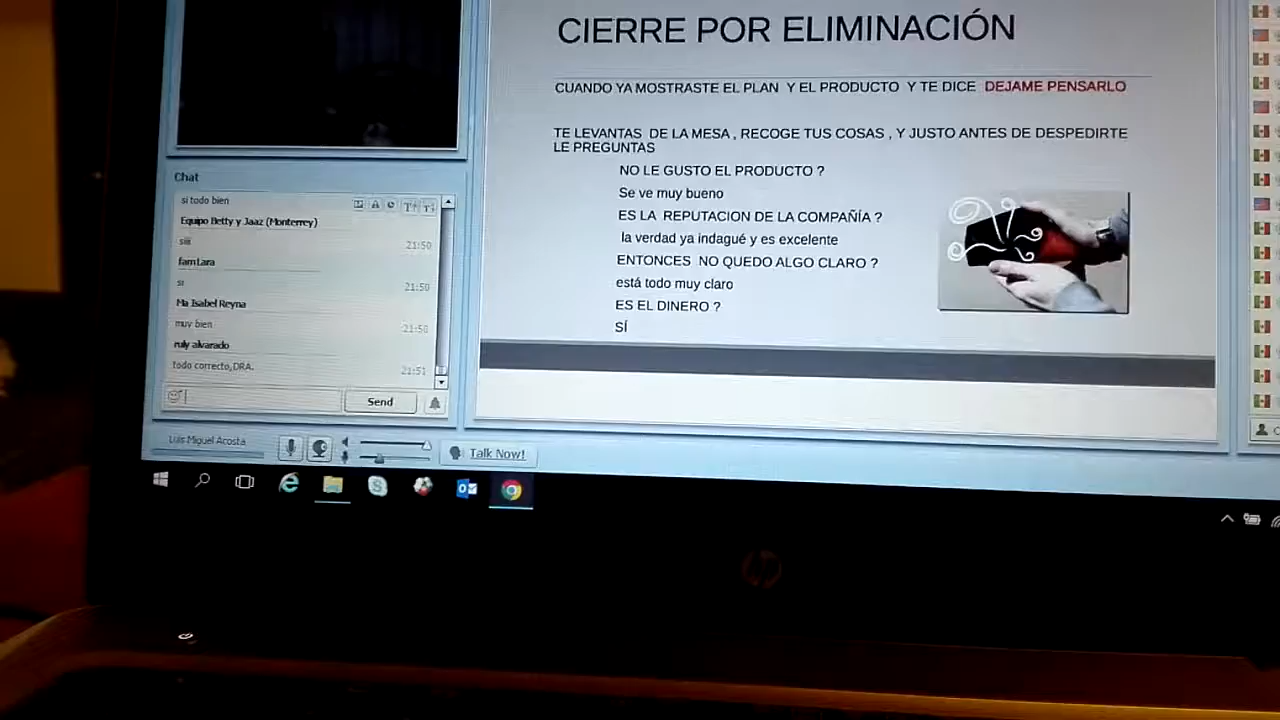 CIERRE POR ELIMINACIÓN
CUANDO YA MOSTRASTE EL PLAN Y EL PRODUCTO Y TE DICE DEJAME PENSARLO
TE LEVANTAS DE LA MESA , RECOGE TUS COSAS , Y JUSTO ANTES DE DESPEDIRTE
LE PREGUNTAS
NO LE GUSTO EL PRODUCTO ?
Se ve muy bueno
ES LA REPUTACION DE LA COMPAÑÍA ?
la verdad ya indagué y es excelente
ENTONCES NO QUEDO ALGO CLARO ?
está todo muy claro
ES EL DINERO ?
SÍ
Chat
si todo bien
Equipo Betty y Jaaz (Monterrey)
siii 21:50
fam Lara
si 21:50
Ma Isabel Reyna
muy bien 21:50
ruly alvarado
todo correcto,DRA. 21:51
Send
Luis Miguel Acosta
Talk Now!
hp